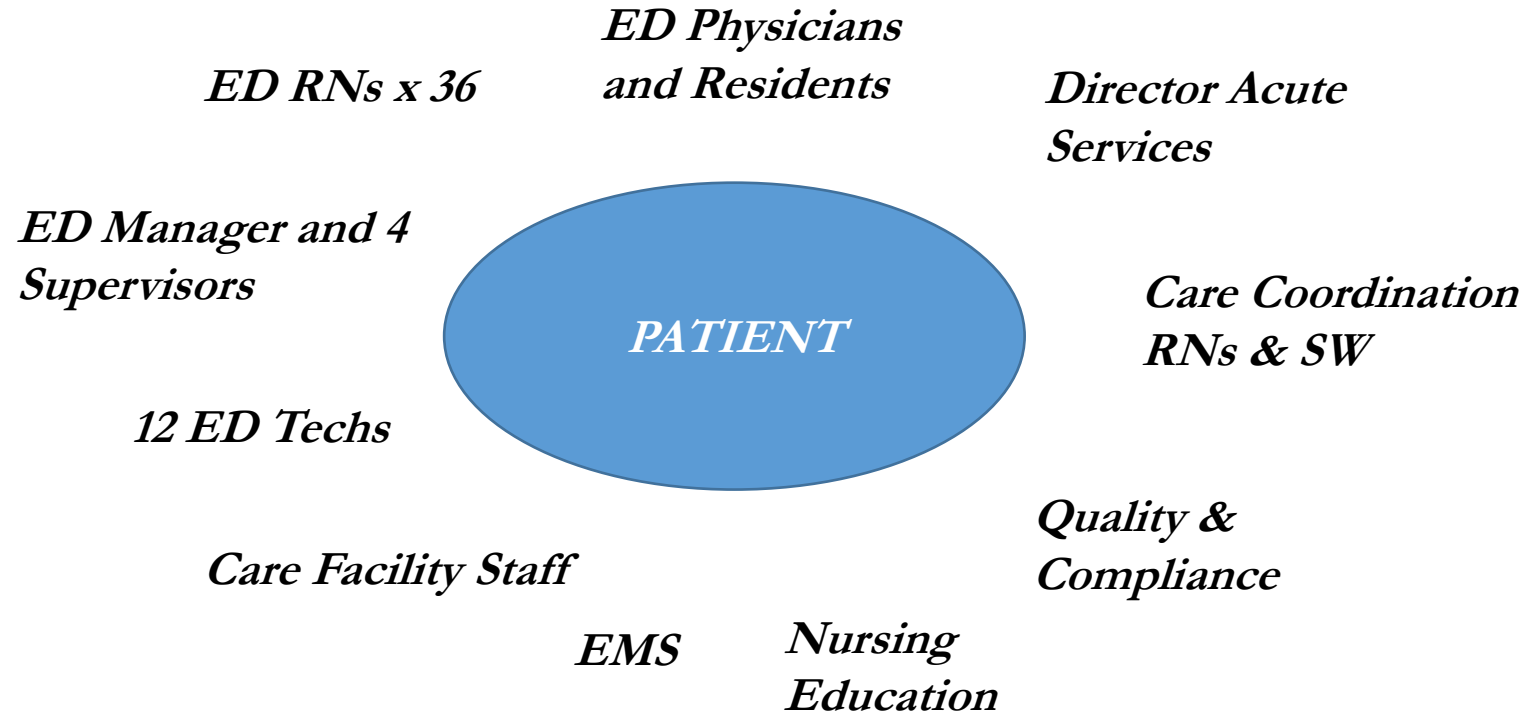 ED Physicians
and Residents
ED RNs x 36
Director Acute
Services
ED Manager and 4
Supervisors
Care Coordination
RNs & SW
PATIENT
12 ED Techs
Quality &
Compliance
Care Facility Staff
EMS
Nursing
Education